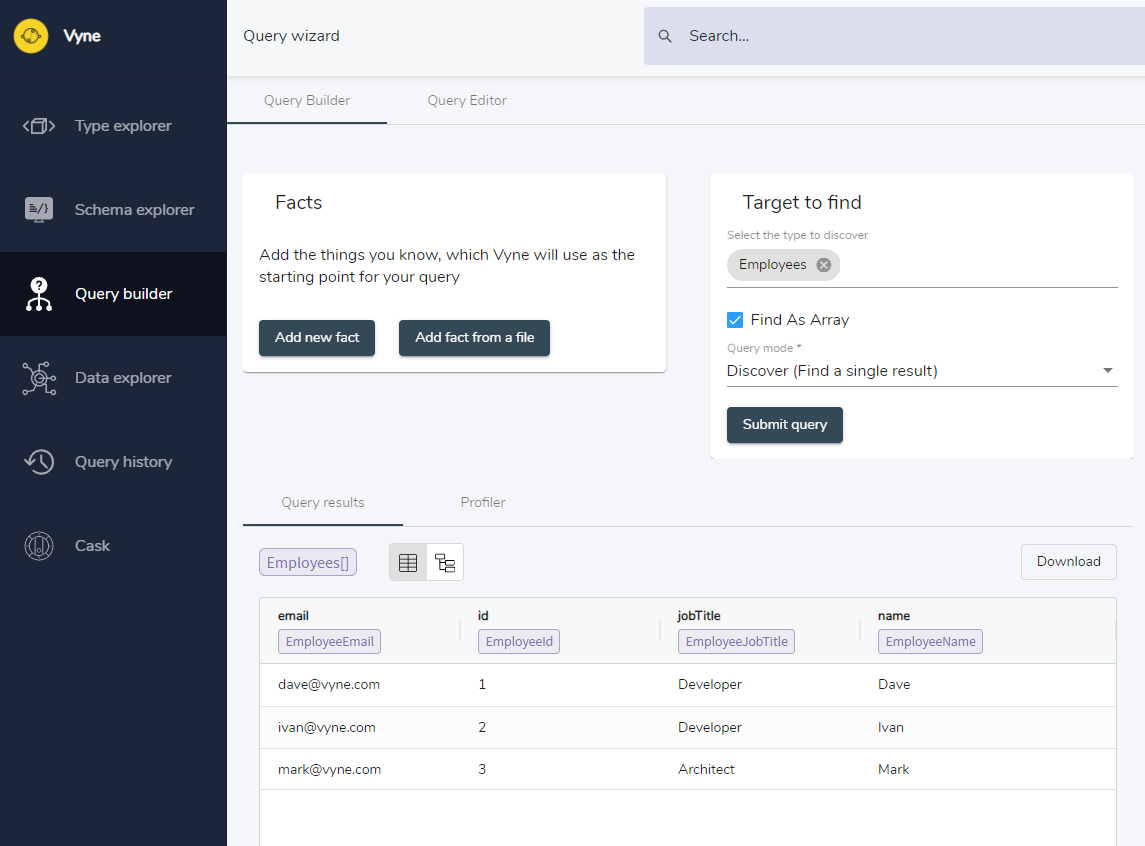 Vyne
Query wizard
Search...
Type explorer
Schema explorer
Query builder
Data explorer
Query history
Cask
Query Builder
Query Editor
Facts
Add the things you know, which Vyne will use as the
starting point for your query
Add new fact
Add fact from a file
Target to find
Select the type to discover
Employees
Find As Array
Query mode *
Discover (Find a single result)
Submit query
Query results
Profiler
Employees[]
Download
email id jobTitle name
EmployeeEmail EmployeeId EmployeeJobTitle EmployeeName
dave@vyne.com 1 Developer Dave
ivan@vyne.com 2 Developer Ivan
mark@vyne.com 3 Architect Mark